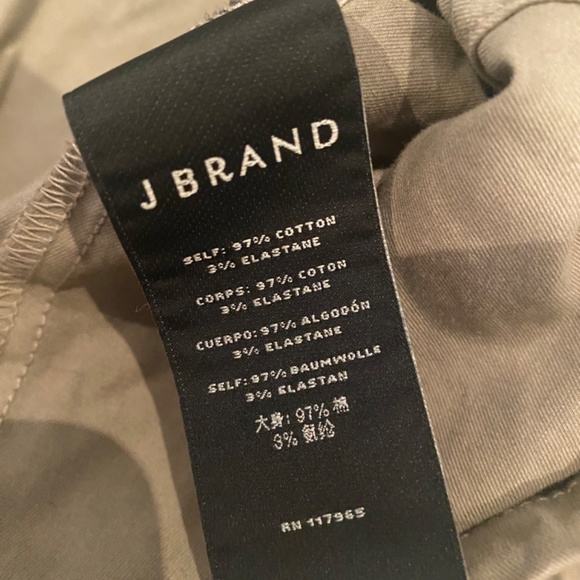 J BRAND
SELF: 97% COTTON
3% ELASTANE
CORPS: 97% COTON
3% ELASTANE
CUERPO: 97% ALGODÓN
3% ELASTANE
SELF: 97% BAUMWOLLE
3% ELASTAN
大身: 97% 棉
3% 氨纶
RN 117965